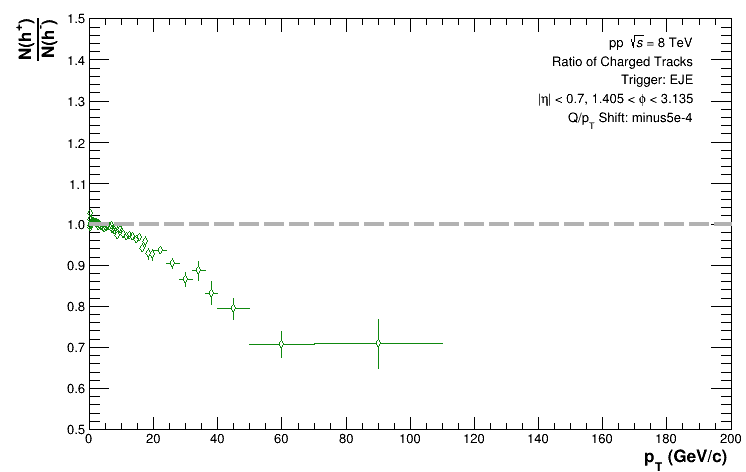 N(h⁺)
N(h⁻)
1.5
1.4
1.3
1.2
1.1
1.0
0.9
0.8
0.7
0.6
0.5
pp √s = 8 TeV
Ratio of Charged Tracks
Trigger: EJE
|η| < 0.7, 1.405 < ϕ < 3.135
Q/p_T Shift: minus5e-4
0 20 40 60 80 100 120 140 160 180 200
p_T (GeV/c)